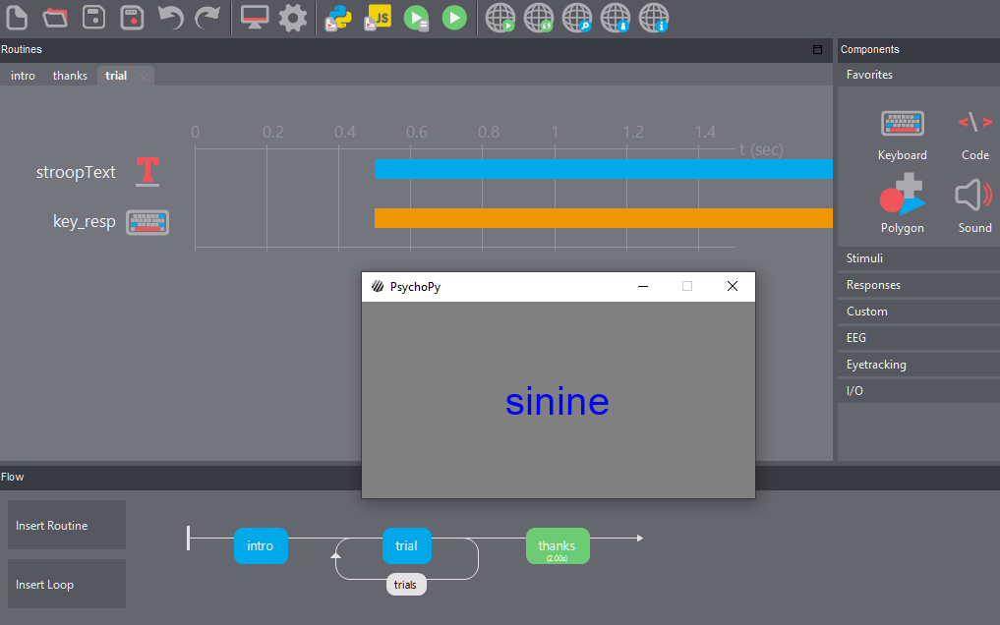 JS
Routines
Components
intro thanks trial
Favorites
0 0.2 0.4 0.6 0.8 1 1.2 1.4
t (sec)
stroopText
key_resp
Keyboard Code
Polygon Sound
Stimuli
Responses
Custom
EEG
Eyetracking
I/O
PsychoPy
sinine
Flow
Insert Routine
Insert Loop
intro
trial
thanks
(2.00s)
trials